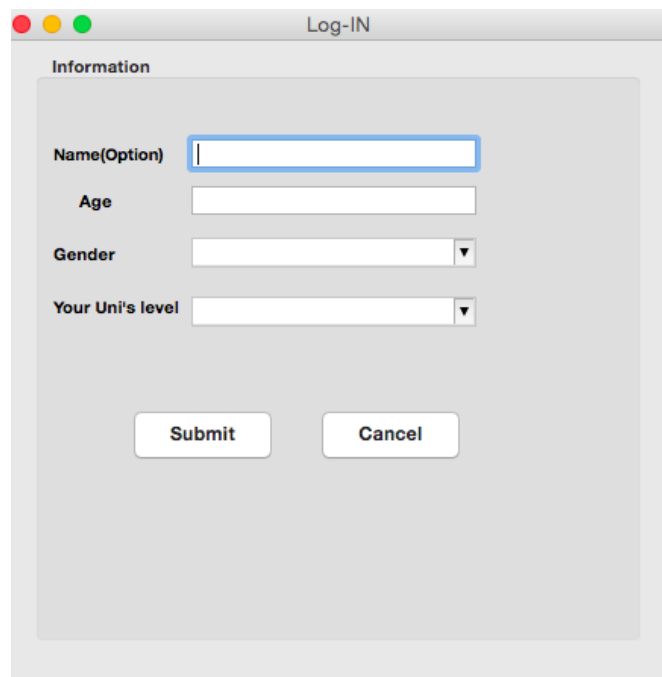 Log-IN
Information
Name(Option)
Age
Gender
Your Uni's level
Submit Cancel